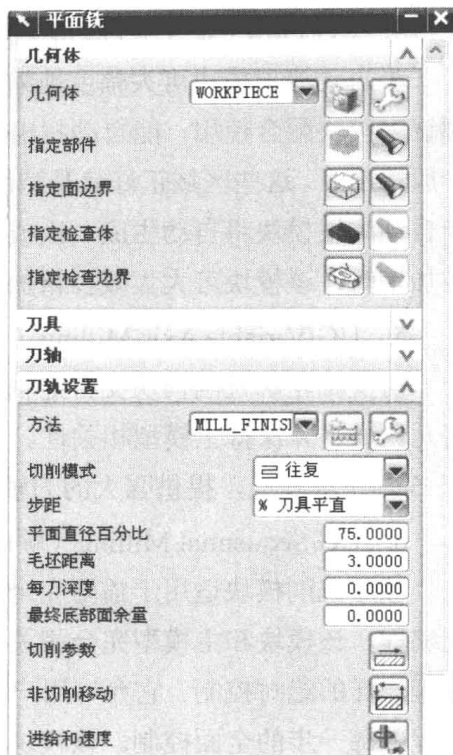 平面铣
几何体
几何体 WORKPIECE
指定部件
指定面边界
指定检查体
指定检查边界
刀具
刀轴
刀轨设置
方法 MILL_FINIS
切削模式 往复
步距 % 刀具平直
平面直径百分比 75.0000
毛坯距离 3.0000
每刀深度 0.0000
最终底部面余量 0.0000
切削参数
非切削移动
进给和速度